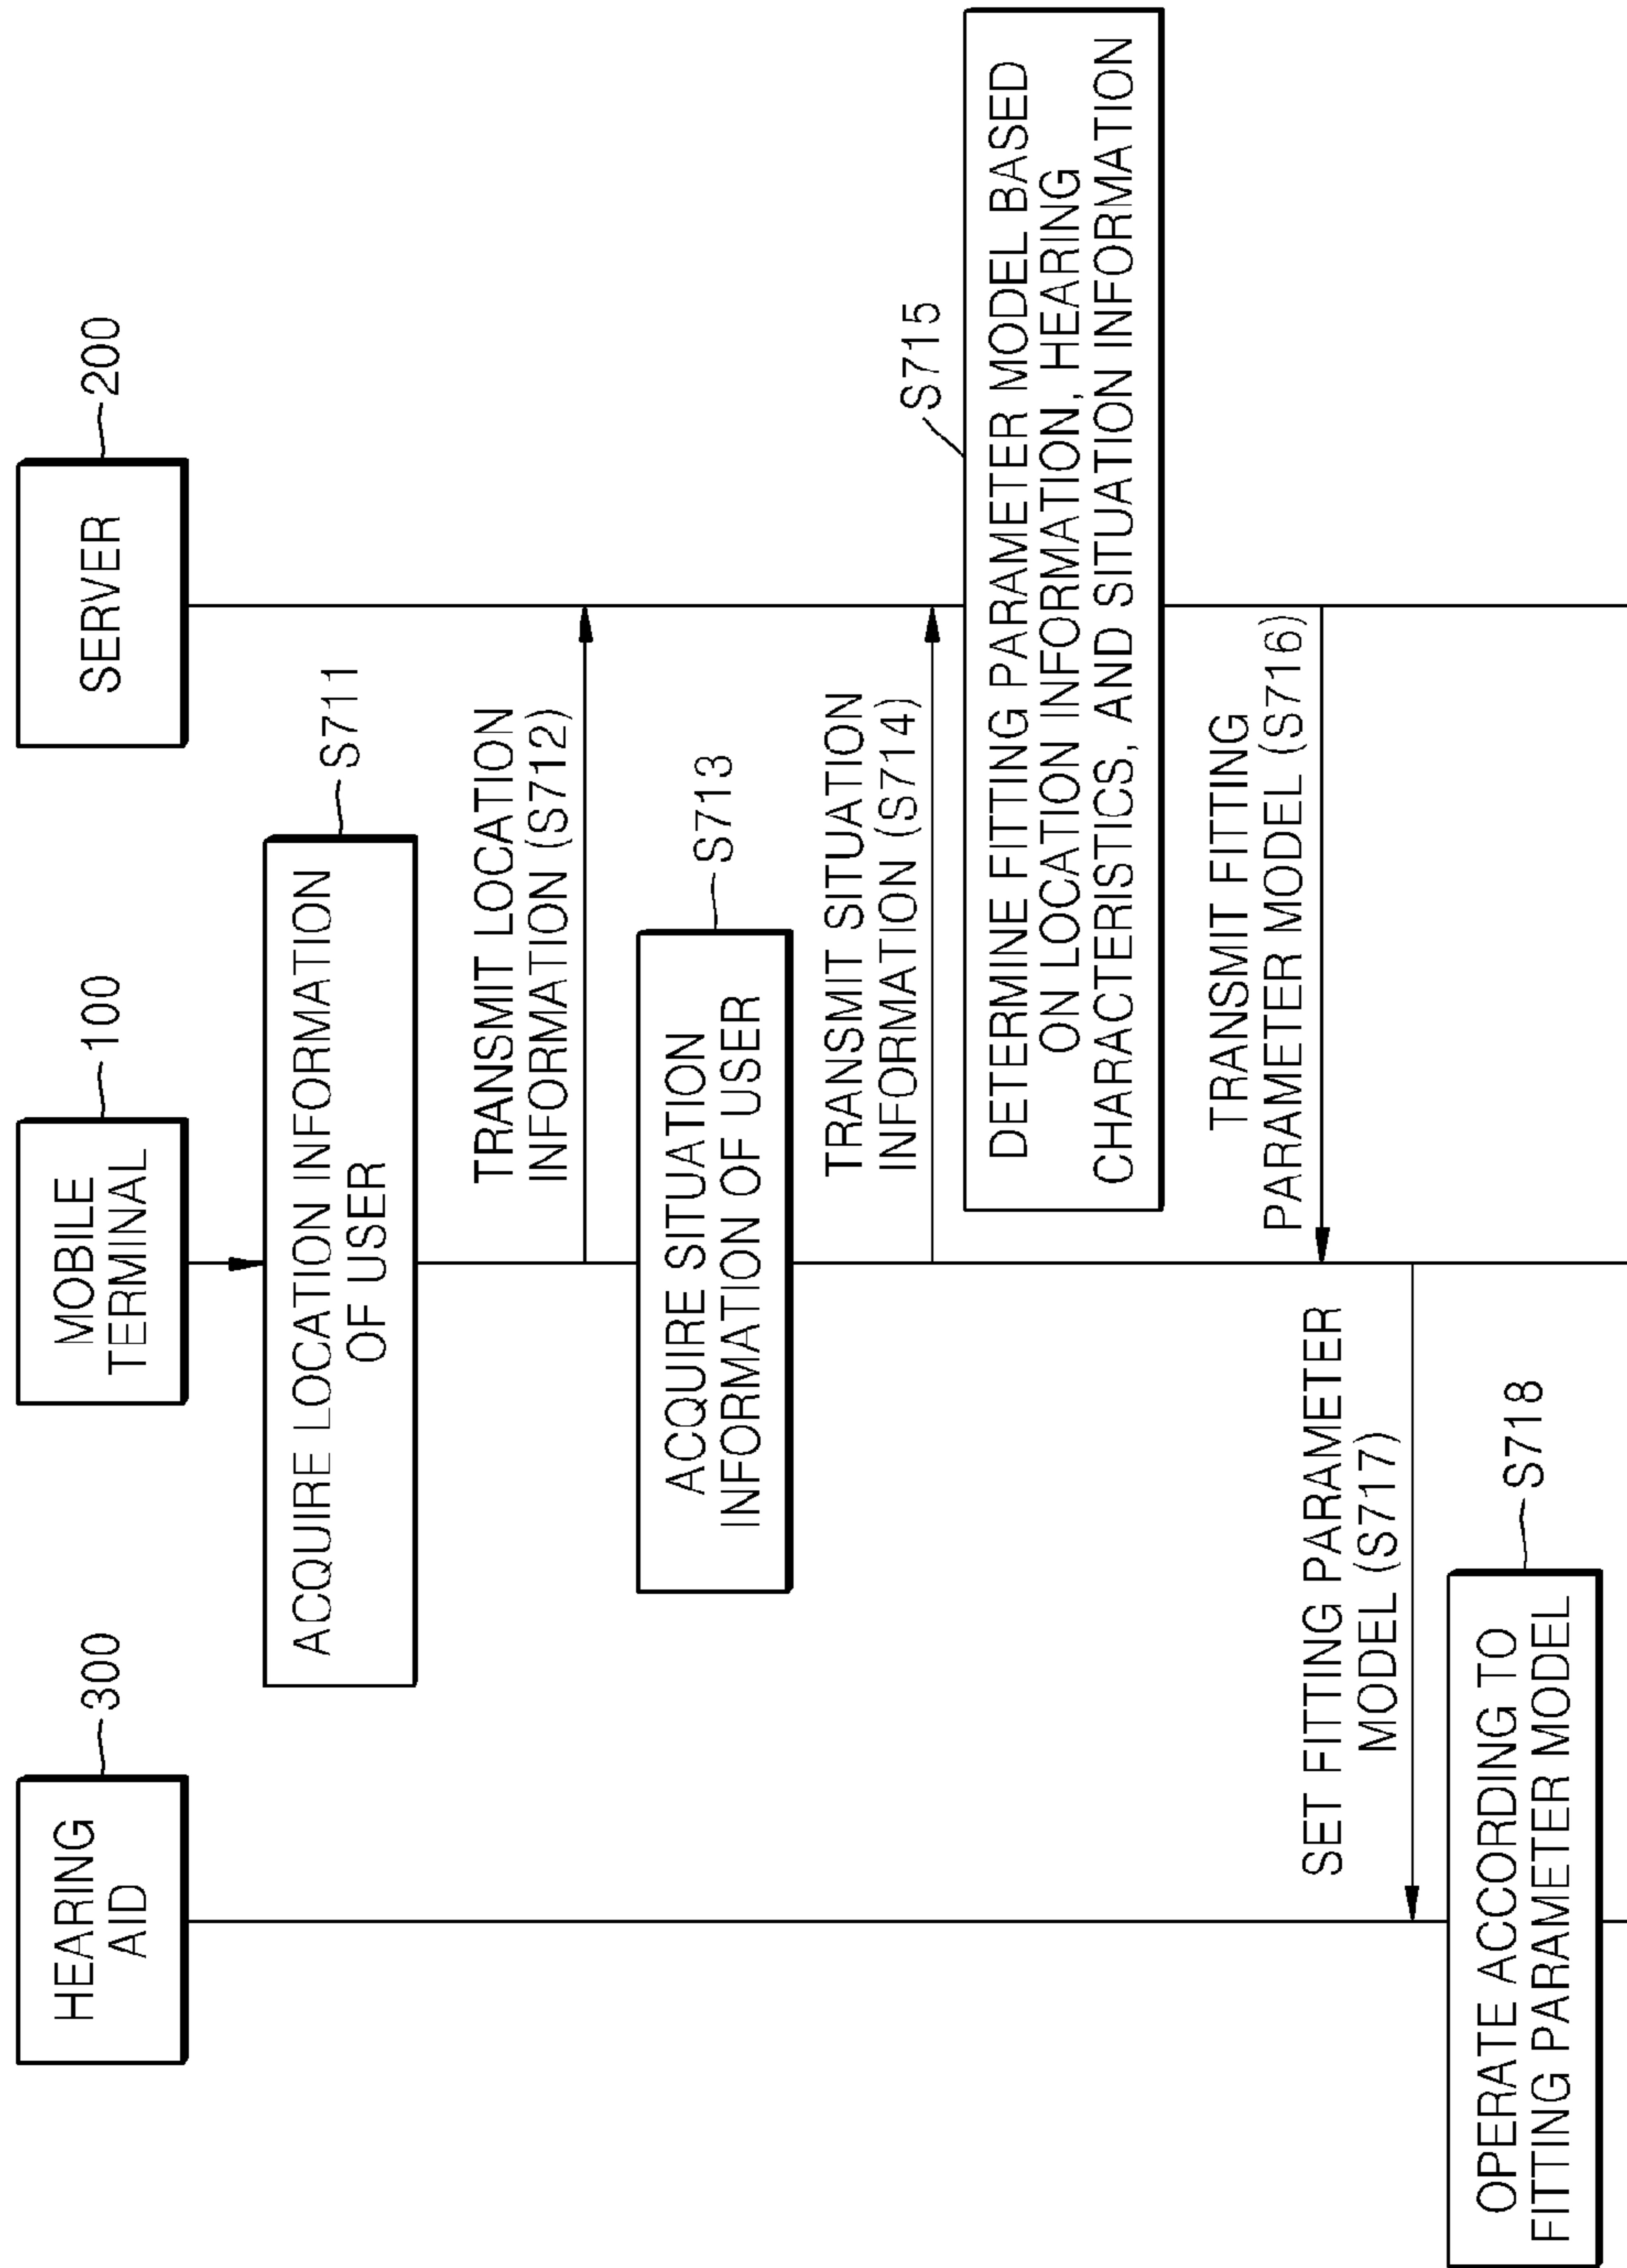 HEARING
AID
300
MOBILE
TERMINAL
100
SERVER
200
ACQUIRE LOCATION INFORMATION
OF USER
S711
TRANSMIT LOCATION
INFORMATION (S712)
ACQUIRE SITUATION
INFORMATION OF USER
S713
TRANSMIT SITUATION
INFORMATION (S714)
S715
DETERMINE FITTING PARAMETER MODEL BASED
ON LOCATION INFORMATION, HEARING
CHARACTERISTICS, AND SITUATION INFORMATION
TRANSMIT FITTING
PARAMETER MODEL (S716)
SET FITTING PARAMETER
MODEL (S717)
OPERATE ACCORDING TO
FITTING PARAMETER MODEL
S718